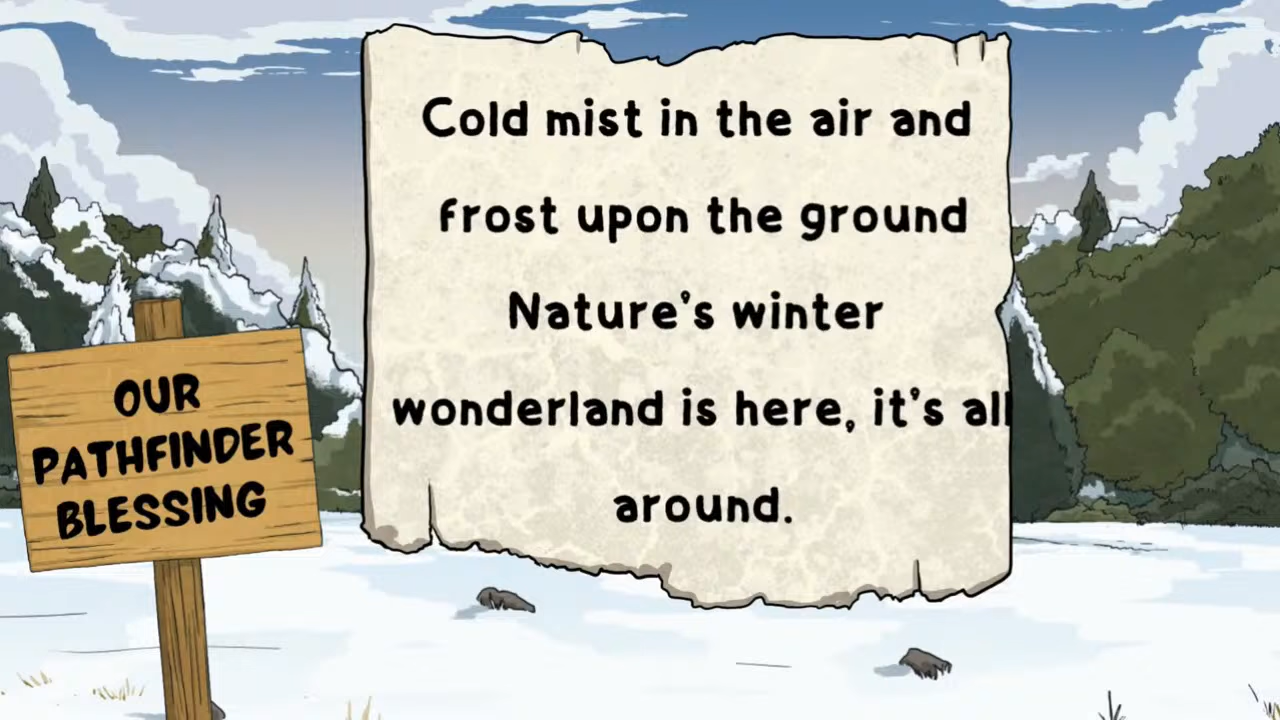 OUR
PATHFINDER
BLESSING
Cold mist in the air and
frost upon the ground
Nature's winter
wonderland is here, it's all
around.